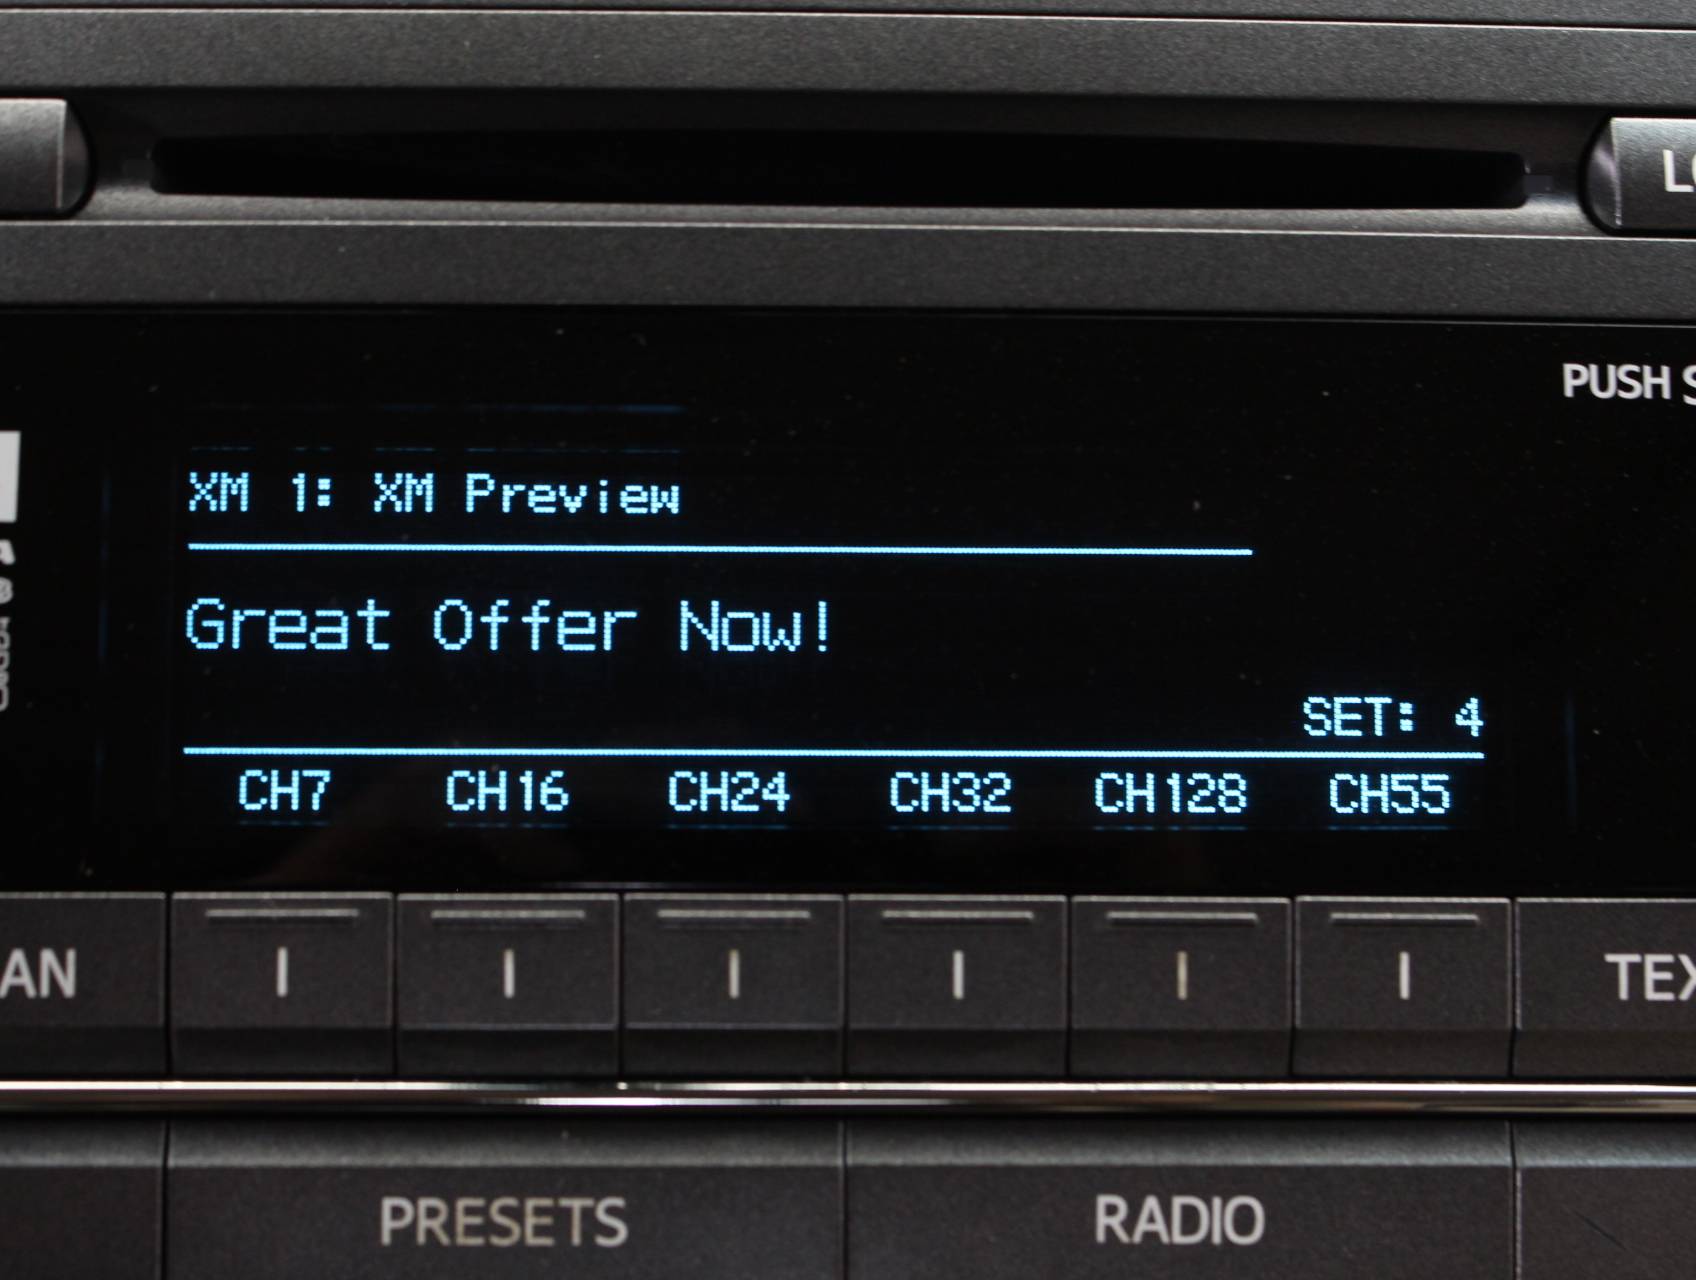 PUSH
XM 1: XM Preview
Great Offer Now!
SET: 4
CH7 CH16 CH24 CH32 CH128 CH55
PRESETS RADIO